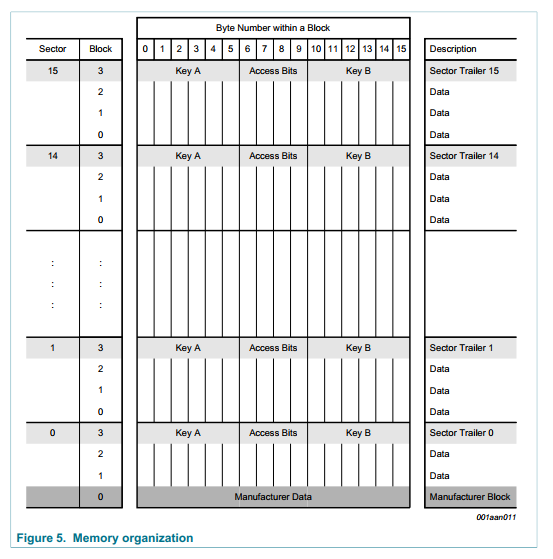 Byte Number within a Block
Sector Block 0 1 2 3 4 5 6 7 8 9 10 11 12 13 14 15 Description
15 3 Key A Access Bits Key B Sector Trailer 15
2 Data
1 Data
0 Data
14 3 Key A Access Bits Key B Sector Trailer 14
2 Data
1 Data
0 Data
: :
: :
: :
1 3 Key A Access Bits Key B Sector Trailer 1
2 Data
1 Data
0 Data
0 3 Key A Access Bits Key B Sector Trailer 0
2 Data
1 Data
0 Manufacturer Data Manufacturer Block
001aan011
Figure 5. Memory organization